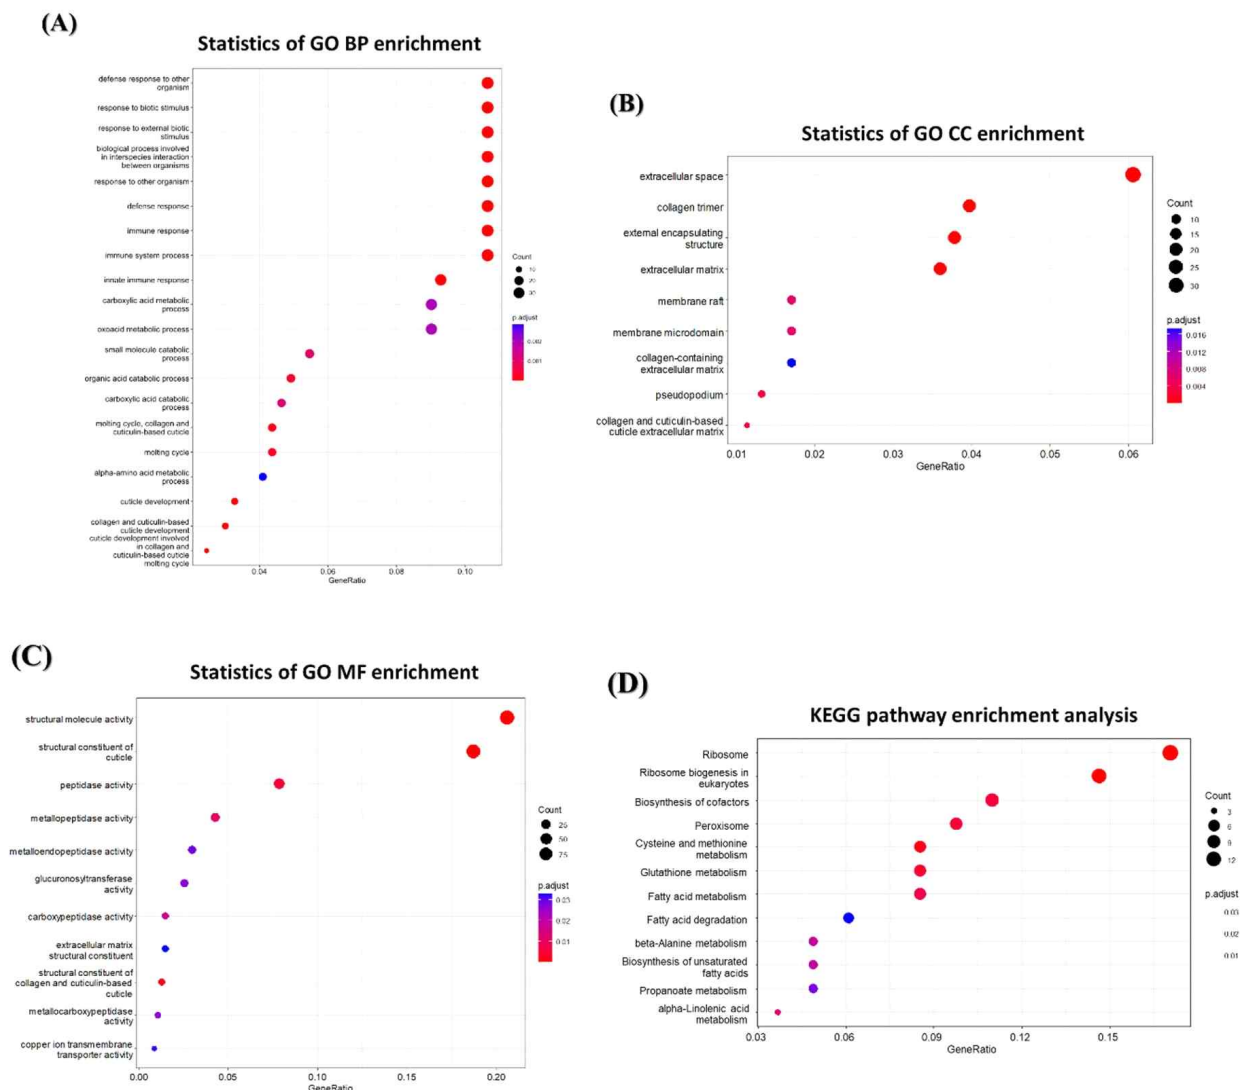 (A)
Statistics of GO BP enrichment
defense response to other
organism
response to biotic stimulus
response to external biotic
stimulus
biological process involved
in interspecies interaction
between organisms
response to other organism
defense response
immune response
immune system process
innate immune response
carboxylic acid metabolic
process
oxoacid metabolic process
small molecule catabolic
process
organic acid catabolic process
carboxylic acid catabolic
process
molting cycle, collagen and
cuticulin-based cuticle
molting cycle
alpha-amino acid metabolic
process
cuticle development
collagen and cuticulin-based
cuticle development
cuticle development involved
in collagen and
cuticulin-based cuticle
molting cycle
0.04
0.06
0.08
0.10
GeneRatio
Count
10
20
30
p.adjust
0.002
0.001
(B)
Statistics of GO CC enrichment
extracellular space
collagen trimer
external encapsulating
structure
extracellular matrix
membrane raft
membrane microdomain
collagen-containing
extracellular matrix
pseudopodium
collagen and cuticulin-based
cuticle extracellular matrix
0.01
0.02
0.03
0.04
0.05
0.06
GeneRatio
Count
10
15
20
25
30
p.adjust
0.016
0.012
0.008
0.004
(C)
Statistics of GO MF enrichment
structural molecule activity
structural constituent of
cuticle
peptidase activity
metallopeptidase activity
metalloendopeptidase activity
glucuronosyltransferase
activity
carboxypeptidase activity
extracellular matrix
structural constituent
structural constituent of
collagen and cuticulin-based
cuticle
metallocarboxypeptidase
activity
copper ion transmembrane
transporter activity
0.00
0.05
0.10
0.15
0.20
GeneRatio
Count
25
50
75
p.adjust
0.03
0.02
0.01
(D)
KEGG pathway enrichment analysis
Ribosome
Ribosome biogenesis in
eukaryotes
Biosynthesis of cofactors
Peroxisome
Cysteine and methionine
metabolism
Glutathione metabolism
Fatty acid metabolism
Fatty acid degradation
beta-Alanine metabolism
Biosynthesis of unsaturated
fatty acids
Propanoate metabolism
alpha-Linolenic acid
metabolism
0.03
0.06
0.09
0.12
0.15
GeneRatio
Count
3
6
9
12
p.adjust
0.03
0.02
0.01